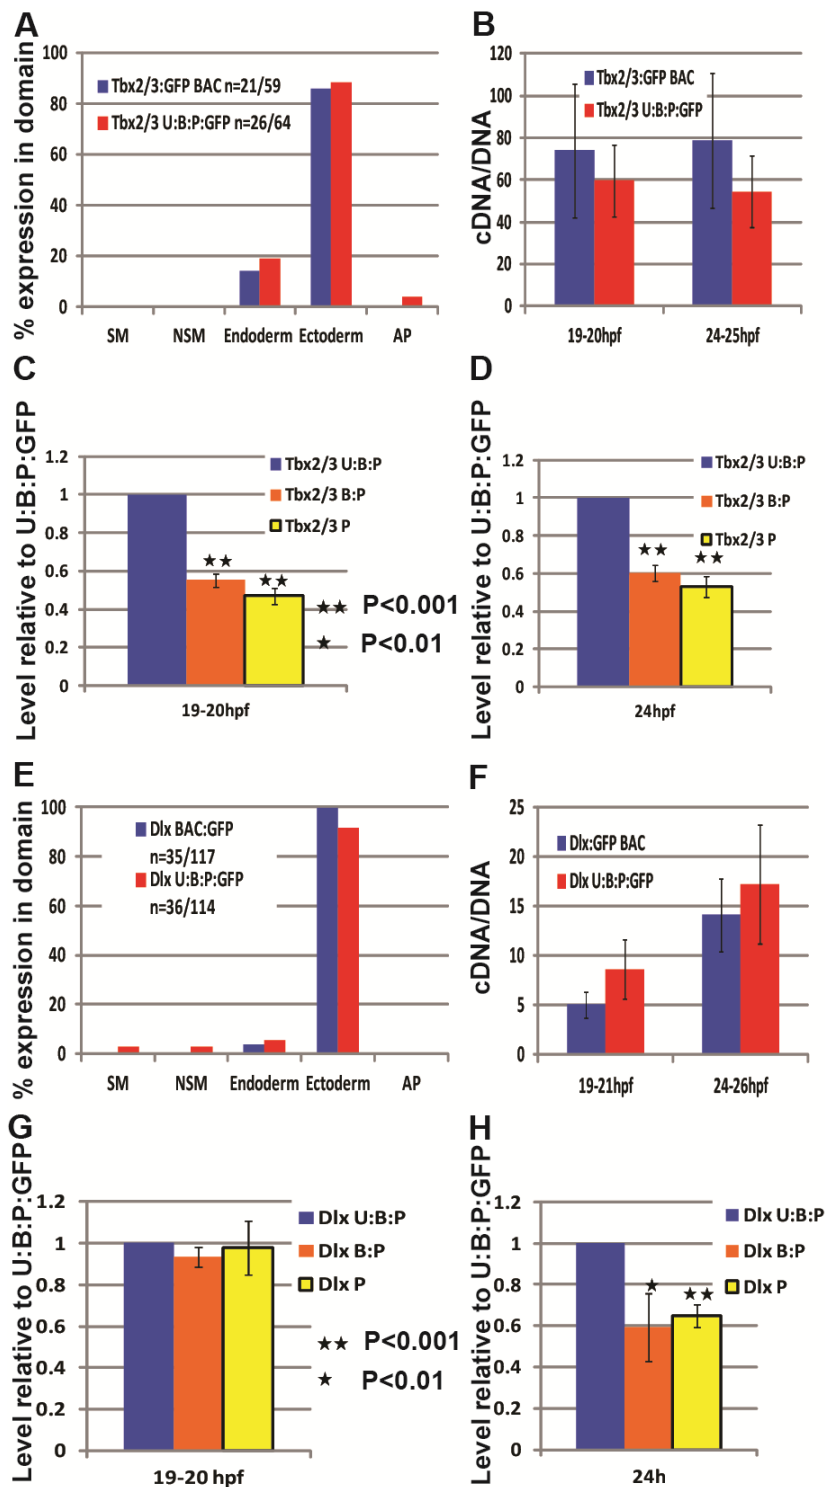 A
% expression in domain
100
80
60
40
20
0
Tbx2/3:GFP BAC n=21/59
Tbx2/3 U:B:P:GFP n=26/64
SM NSM Endoderm Ectoderm AP
B
cDNA/DNA
120
100
80
60
40
20
0
Tbx2/3:GFP BAC
Tbx2/3 U:B:P:GFP
19-20hpf 24-25hpf
C
Level relative to U:B:P:GFP
1.2
1
0.8
0.6
0.4
0.2
0
Tbx2/3 U:B:P
Tbx2/3 B:P
Tbx2/3 P
★★
★★
★★ P<0.001
★ P<0.01
19-20hpf
D
Level relative to U:B:P:GFP
1.2
1
0.8
0.6
0.4
0.2
0
Tbx2/3 U:B:P
Tbx2/3 B:P
Tbx2/3 P
★★
★★
24hpf
E
% expression in domain
100
80
60
40
20
0
Dlx BAC:GFP
n=35/117
Dlx U:B:P:GFP
n=36/114
SM NSM Endoderm Ectoderm AP
F
cDNA/DNA
25
20
15
10
5
0
Dlx:GFP BAC
Dlx U:B:P:GFP
19-21hpf 24-26hpf
G
Level relative to U:B:P:GFP
1.2
1
0.8
0.6
0.4
0.2
0
Dlx U:B:P
Dlx B:P
Dlx P
★★ P<0.001
★ P<0.01
19-20 hpf
H
Level relative to U:B:P:GFP
1.2
1
0.8
0.6
0.4
0.2
0
Dlx U:B:P
Dlx B:P
Dlx P
★
★★
24h